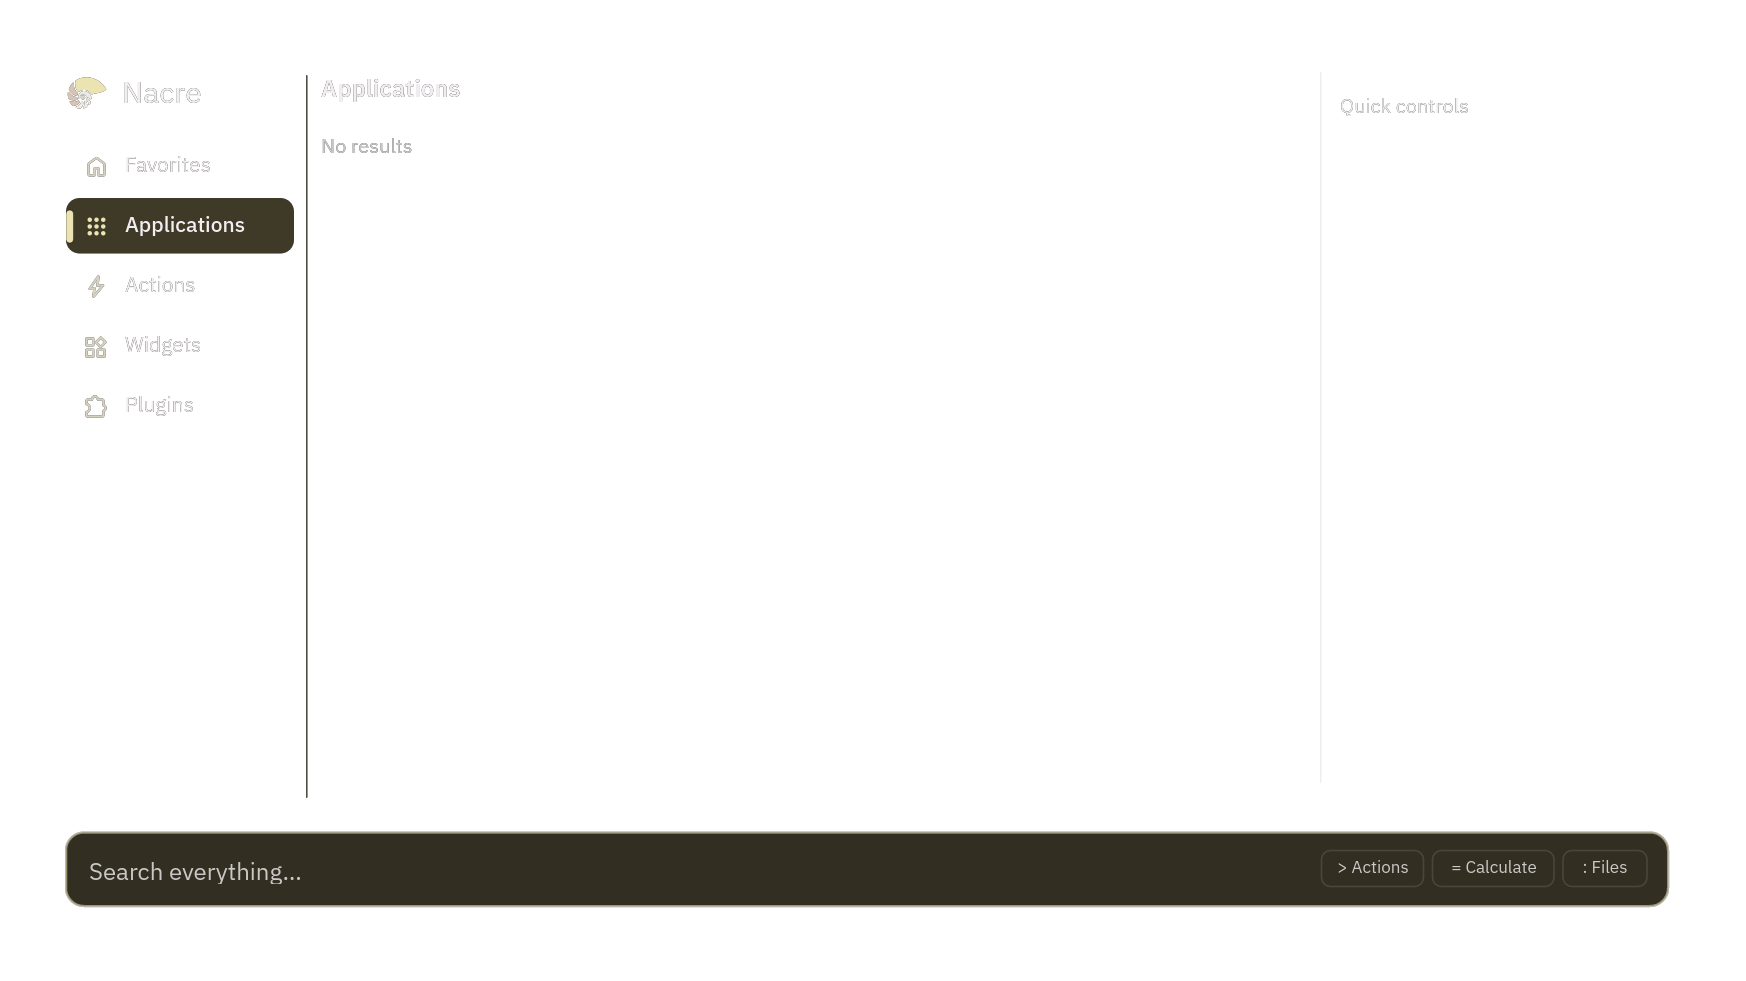 Nacre
Favorites
Applications
Actions
Widgets
Plugins
Applications
No results
Quick controls
Search everything...
> Actions
= Calculate
: Files